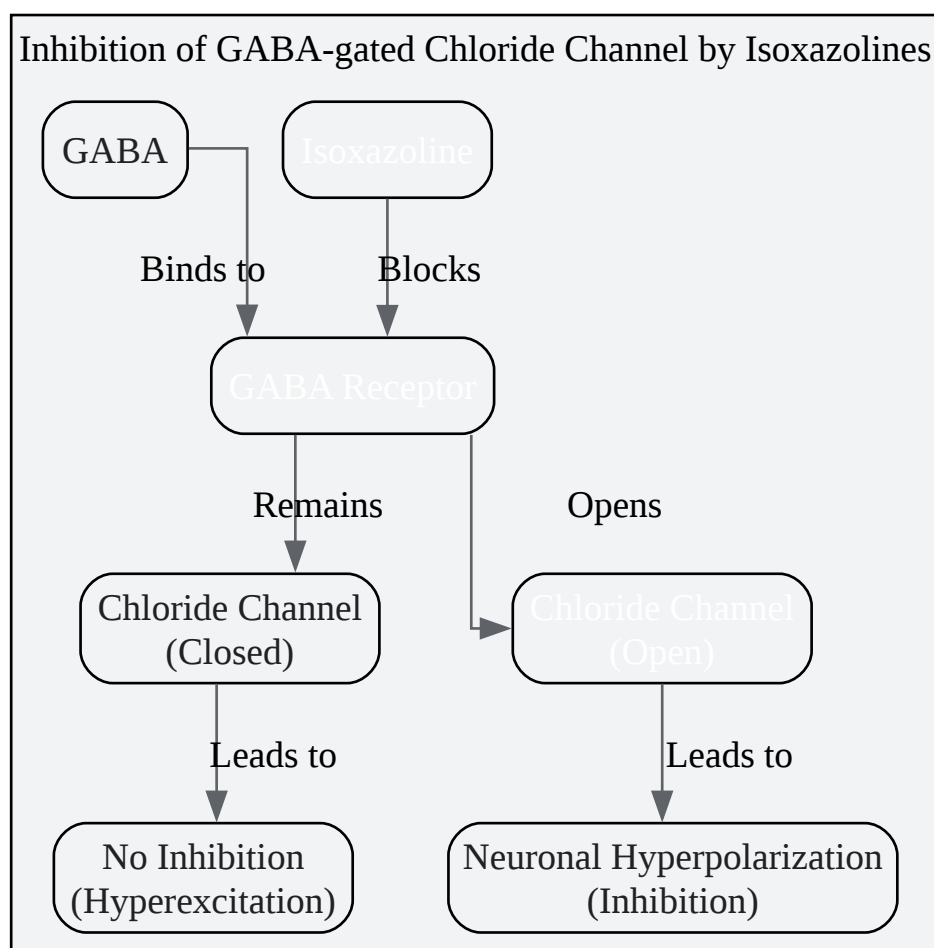 Inhibition of GABA-gated Chloride Channel by Isoxazolines
GABA
Isoxazoline
Binds to
Blocks
GABA Receptor
Remains
Opens
Chloride Channel
(Closed)
Chloride Channel
(Open)
Leads to
Leads to
No Inhibition
(Hyperexcitation)
Neuronal Hyperpolarization
(Inhibition)